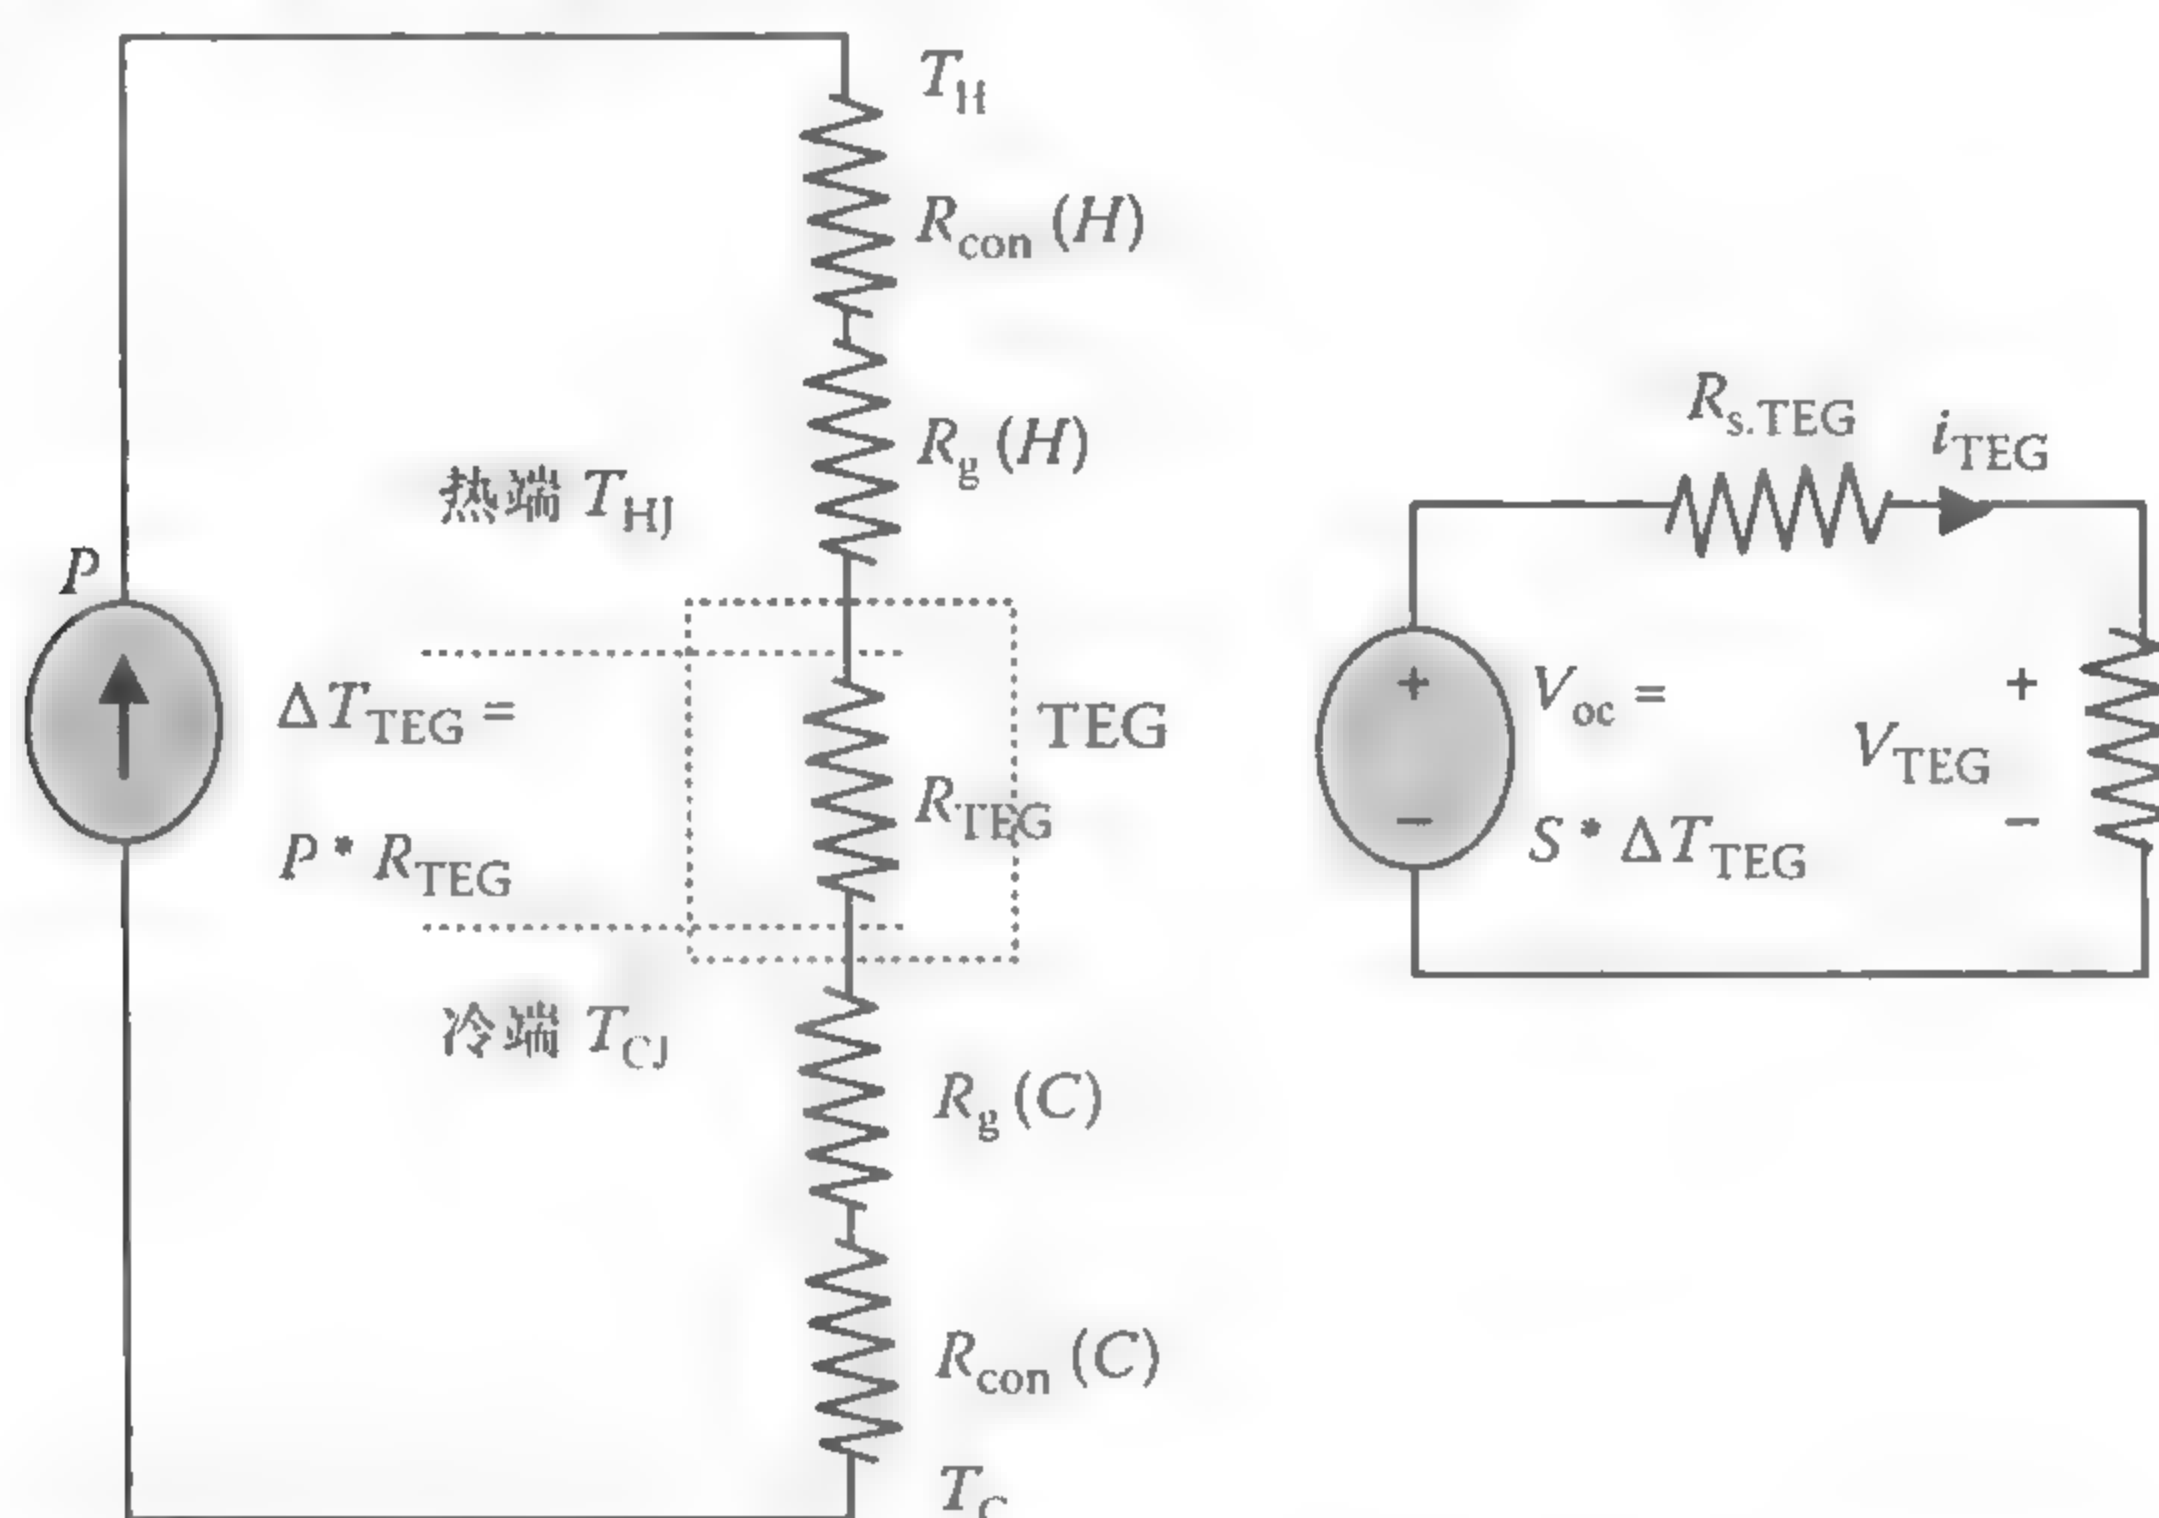 T_H
R_con (H)
R_g (H)
热端 T_HJ
P
ΔT_TEG =
P * R_TEG
TEG
R_TEG
冷端 T_CJ
R_g (C)
R_con (C)
T_C
R_s.TEG
i_TEG
+
V_oc =
+
V_TEG
−
S * ΔT_TEG
−